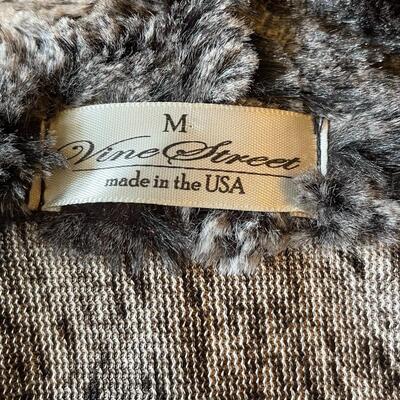 M
Vine Street
made in the USA